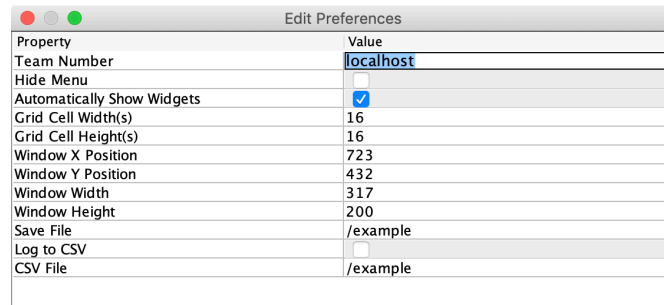 Edit Preferences
Property Value
Team Number localhost
Hide Menu
Automatically Show Widgets
Grid Cell Width(s) 16
Grid Cell Height(s) 16
Window X Position 723
Window Y Position 432
Window Width 317
Window Height 200
Save File /example
Log to CSV
CSV File /example